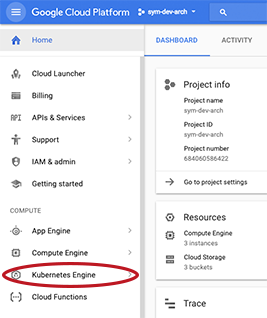 Google Cloud Platform
sym-dev-arch
Home
DASHBOARD
ACTIVITY
Cloud Launcher
Billing
API
APIs & Services
Support
IAM & admin
Getting started
COMPUTE
App Engine
Compute Engine
Kubernetes Engine
Cloud Functions
Project info
Project name
sym-dev-arch
Project ID
sym-dev-arch
Project number
684060586422
Go to project settings
Resources
Compute Engine
3 instances
Cloud Storage
3 buckets
Trace